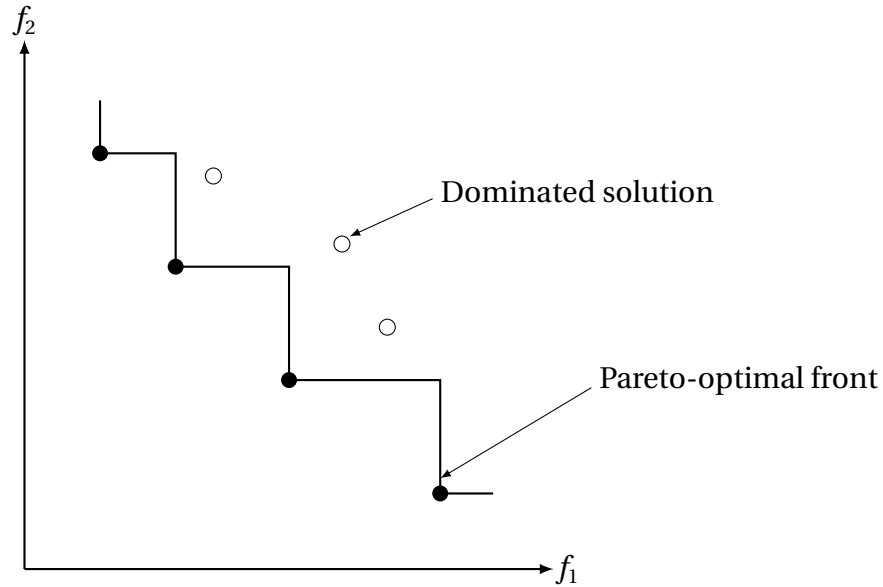 f₂
Dominated solution
Pareto-optimal front
f₁